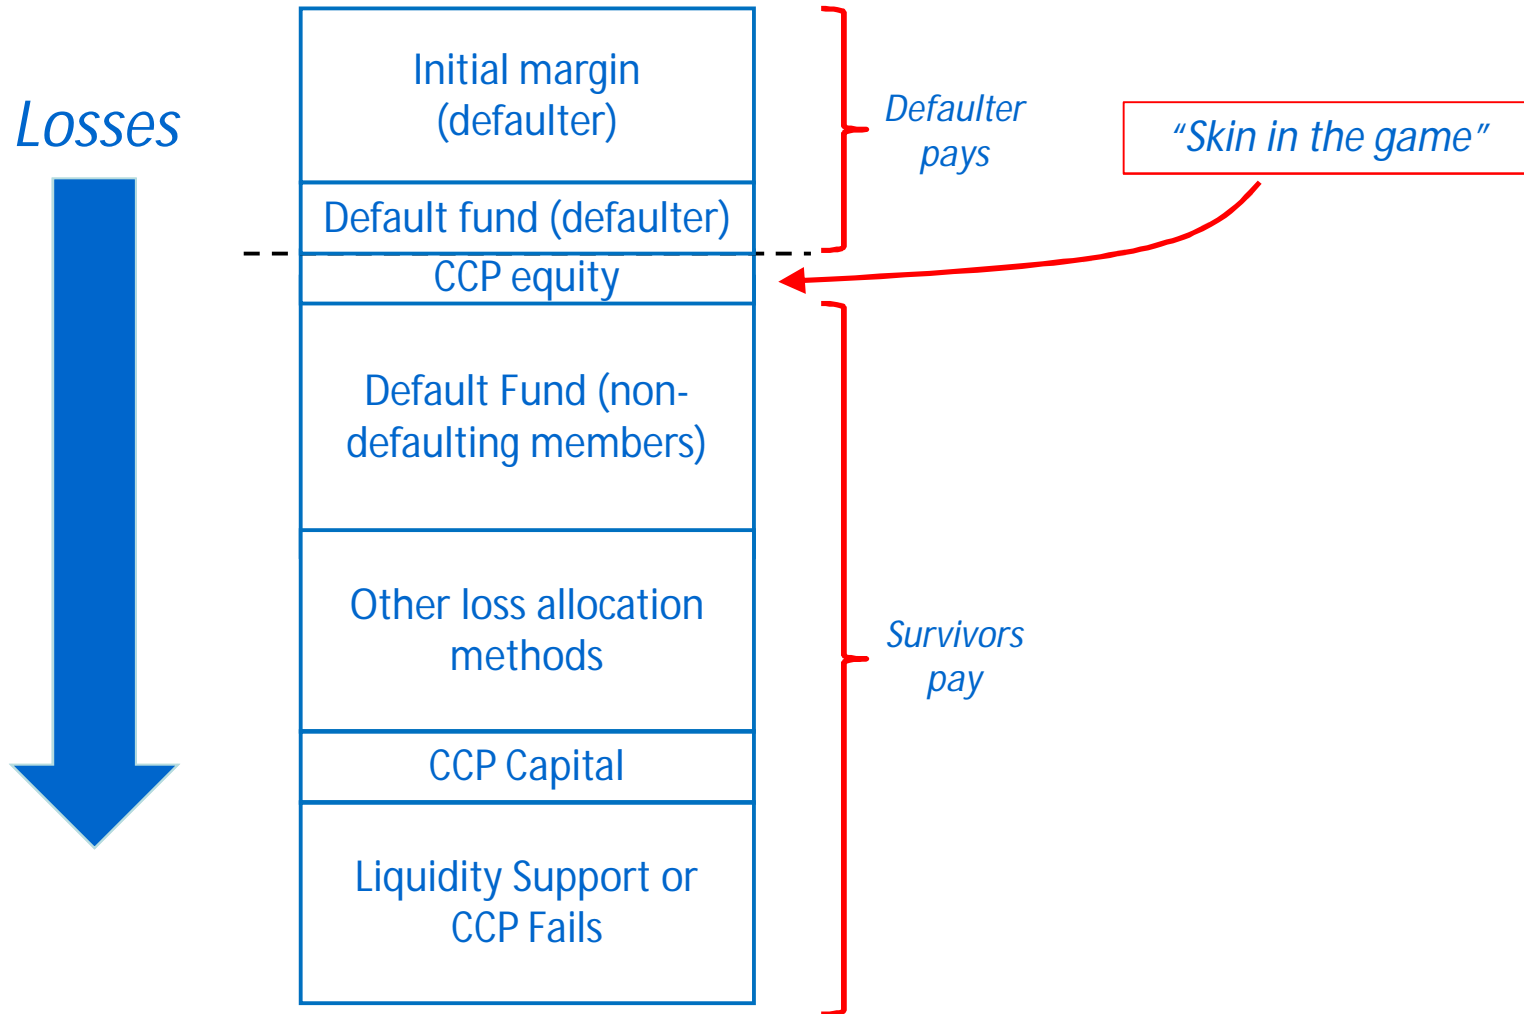 Losses
Initial margin
(defaulter)
Default fund (defaulter)
CCP equity
Default Fund (non-
defaulting members)
Other loss allocation
methods
CCP Capital
Liquidity Support or
CCP Fails
Defaulter
pays
"Skin in the game"
Survivors
pay